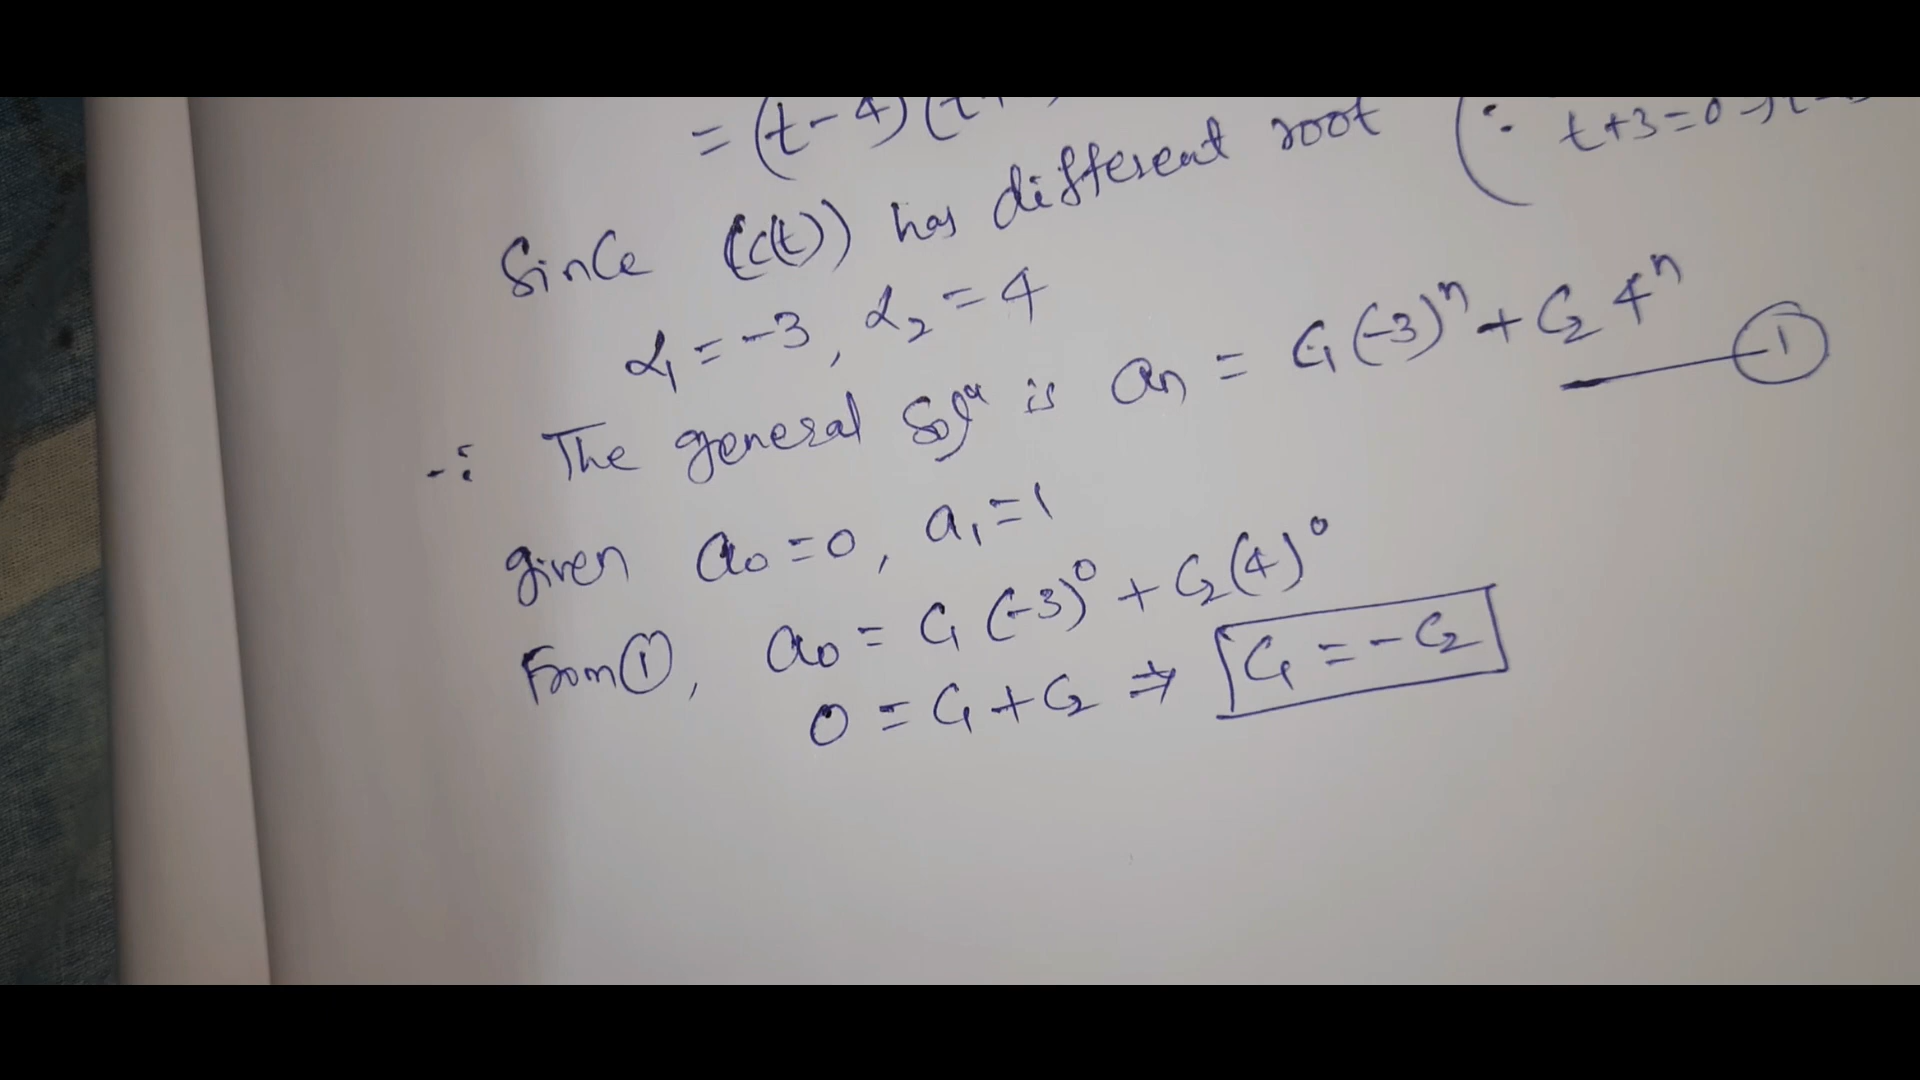 = (t-4)(t+
(∵ t+3=0 →
Since (c(t)) has different root
α₁ = -3, α₂ = 4
∴ The general Solⁿ is an = C₁(-3)ⁿ + C₂ 4ⁿ —— ①
given a₀ = 0, a₁ = 1
From ①, a₀ = C₁ (-3)⁰ + C₂(4)⁰
0 = C₁ + C₂ ⇒ C₁ = - C₂